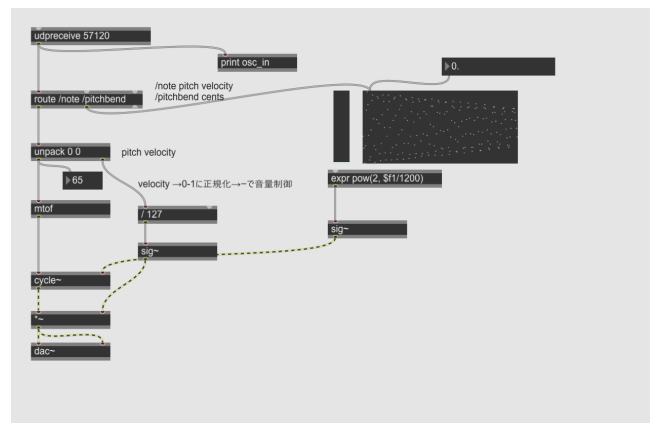 udpreceive 57120
print osc_in
0.
/note pitch velocity
/pitchbend cents
route /note /pitchbend
unpack 0 0
pitch velocity
65
velocity →0-1に正規化→~で音量制御
expr pow(2, $f1/1200)
mtof
/ 127
sig~
sig~
cycle~
*~
dac~